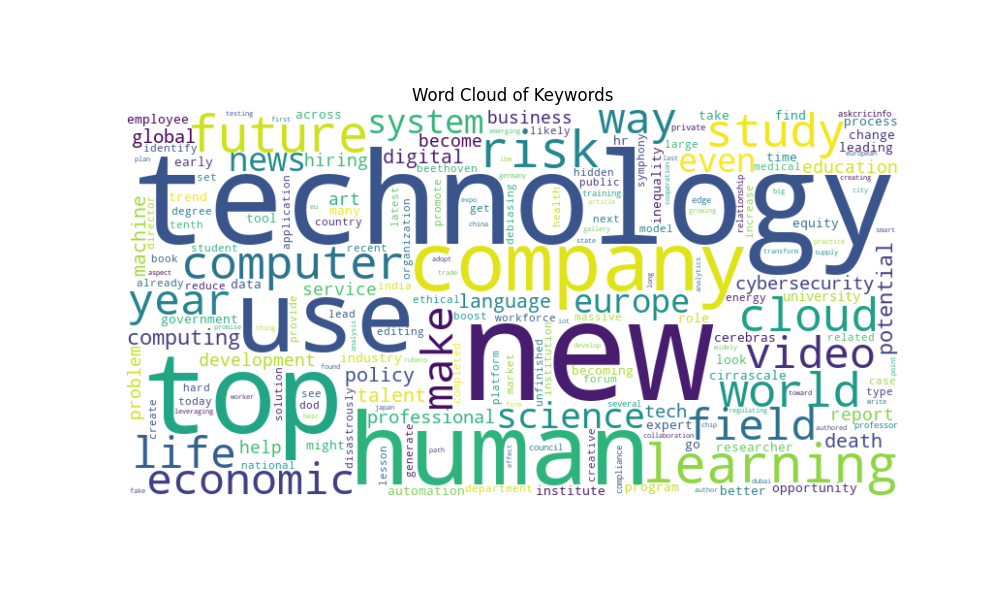 Word Cloud of Keywords
employee
testing
first
across
system
business
way
take
find
askcricinfo
process
global
future
become
likely
hr
private
large
study
change
identify
news
hiring
digital
beethoven
emerging
ibm
risk
hidden
public
symphony
inequality
last
even
time
medical
european
leading
education
plan
early
set
technology
machine
director
trend
degree
tenth
tool
application
eu
art
many
country
latest
promote
expo
get
china
germany
debiasing
training
article
gallery
next
state
health
model
cooperation
edge
growing
relationship
increase
creating
big
city
equity
practice
supply
transform
smart
book
student
recent
already
aspect
reduce
data
computer
service
india
organization
adopt
trade
company
long
analytics
cybersecurity
potential
year
government
promise
thing
use
provide
lead
analysis
ethical
editing
language
boost
workforce
iot
institution
europe
massive
role
energy
university
cloud
related
point
computing
make
new
develop
cerebras
widely
video
problem
development
industry
rubens
found
policy
talent
completed
platform
market
firm
unfinished
becoming
forum
several
look
cirrascale
world
toward
case
type
write
hard
today
leveraging
create
top
worker
solution
see
dod
hear
japan
disastrously
professional
science
tech
expert
collaboration
regulating
chip
field
authored
report
professor
life
help
national
might
human
lesson
generate
path
council
effect
creative
compliance
go
researcher
learning
death
fake
economic
automation
department
institute
program
author
better
dubai
opportunity